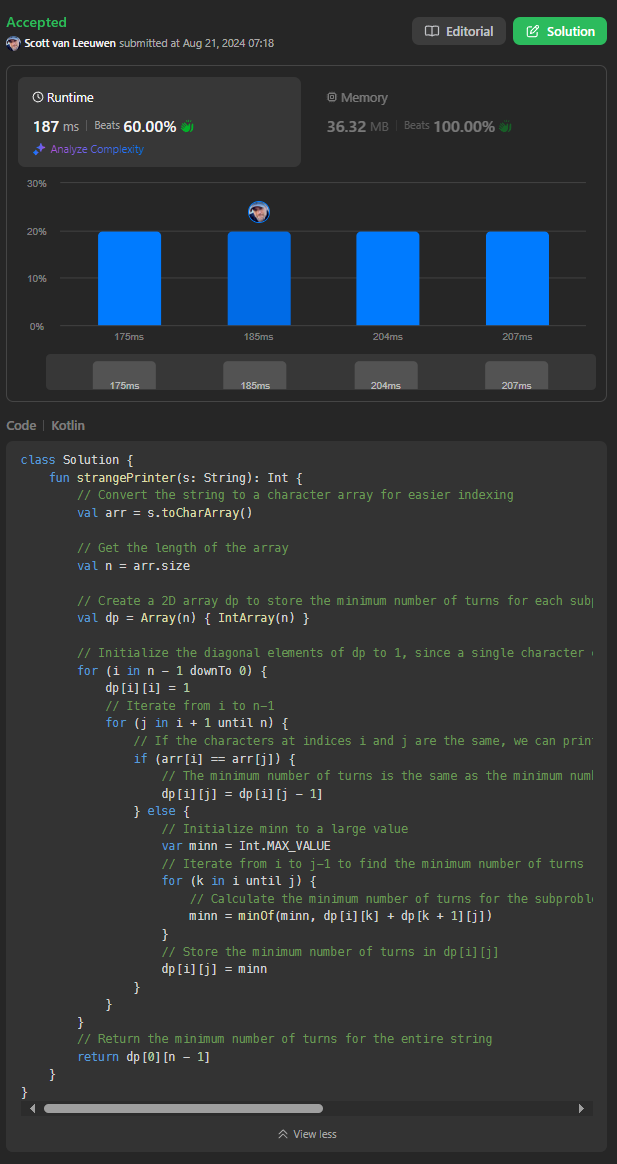 Accepted
Scott van Leeuwen submitted at Aug 21, 2024 07:18
Editorial
Solution
Runtime
187 ms | Beats 60.00%
Analyze Complexity
Memory
36.32 MB | Beats 100.00%
30%
20%
10%
0%
175ms 185ms 204ms 207ms
175ms 185ms 204ms 207ms
Code | Kotlin
class Solution {
    fun strangePrinter(s: String): Int {
        // Convert the string to a character array for easier indexing
        val arr = s.toCharArray()
        // Get the length of the array
        val n = arr.size
        // Create a 2D array dp to store the minimum number of turns for each
        val dp = Array(n) { IntArray(n) }
        // Initialize the diagonal elements of dp to 1, since a single character
        for (i in n - 1 downTo 0) {
            dp[i][i] = 1
            // Iterate from i to n-1
            for (j in i + 1 until n) {
                // If the characters at indices i and j are the same, we can
                if (arr[i] == arr[j]) {
                    // The minimum number of turns is the same as the minimum
                    dp[i][j] = dp[i][j - 1]
                } else {
                    // Initialize minn to a large value
                    var minn = Int.MAX_VALUE
                    // Iterate from i to j-1 to find the minimum number of turns
                    for (k in i until j) {
                        // Calculate the minimum number of turns for the
                        minn = minOf(minn, dp[i][k] + dp[k + 1][j])
                    }
                    // Store the minimum number of turns in dp[i][j]
                    dp[i][j] = minn
                }
            }
        }
        // Return the minimum number of turns for the entire string
        return dp[0][n - 1]
    }
}
View less